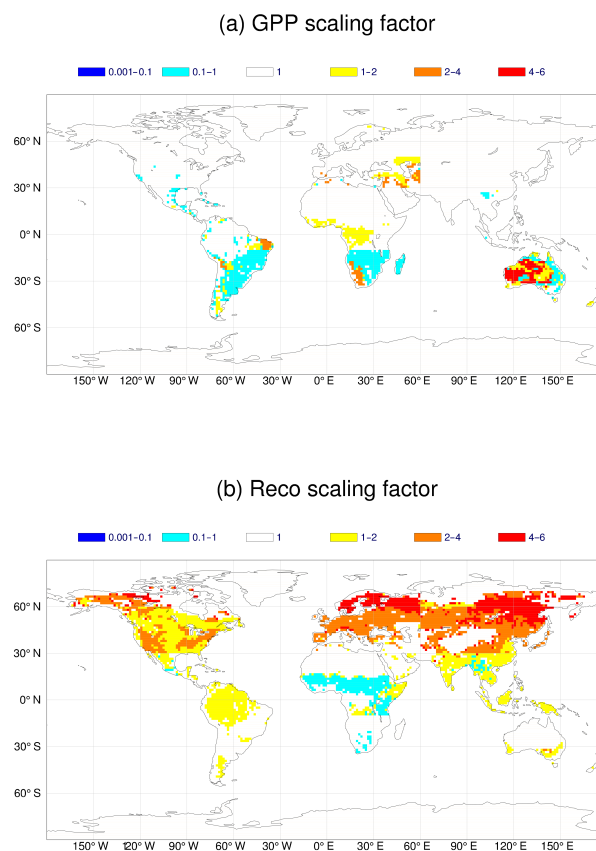 (a) GPP scaling factor
0.001−0.1 0.1−1 1 1−2 2−4 4−6
60° N
30° N
0° N
30° S
60° S
150° W 120° W 90° W 60° W 30° W 0° E 30° E 60° E 90° E 120° E 150° E
(b) Reco scaling factor
0.001−0.1 0.1−1 1 1−2 2−4 4−6
60° N
30° N
0° N
30° S
60° S
150° W 120° W 90° W 60° W 30° W 0° E 30° E 60° E 90° E 120° E 150° E